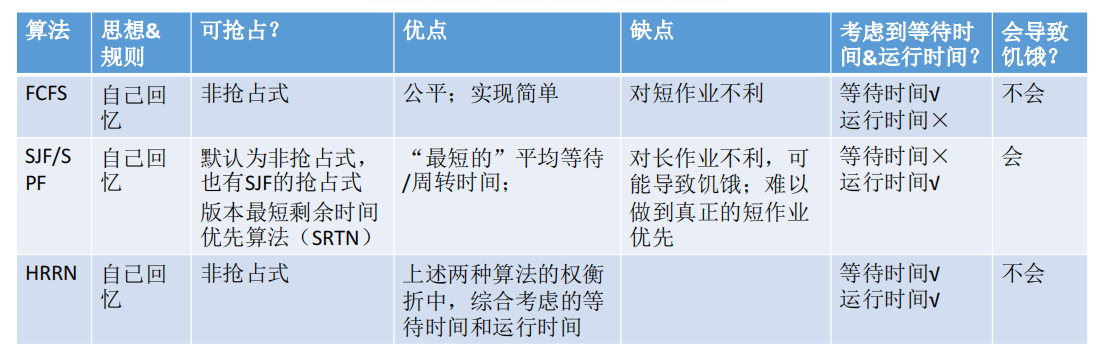 算法
思想&
规则
可抢占？
优点
缺点
考虑到等待时
间&运行时间？
会导致
饥饿？
FCFS
自己回
忆
非抢占式
公平；实现简单
对短作业不利
等待时间√
运行时间×
不会
SJF/S
PF
自己回
忆
默认为非抢占式，
也有SJF的抢占式
版本最短剩余时间
优先算法（SRTN）
“最短的”平均等待
/周转时间；
对长作业不利，可
能导致饥饿；难以
做到真正的短作业
优先
等待时间×
运行时间√
会
HRRN
自己回
忆
非抢占式
上述两种算法的权衡
折中，综合考虑的等
待时间和运行时间
等待时间√
运行时间√
不会